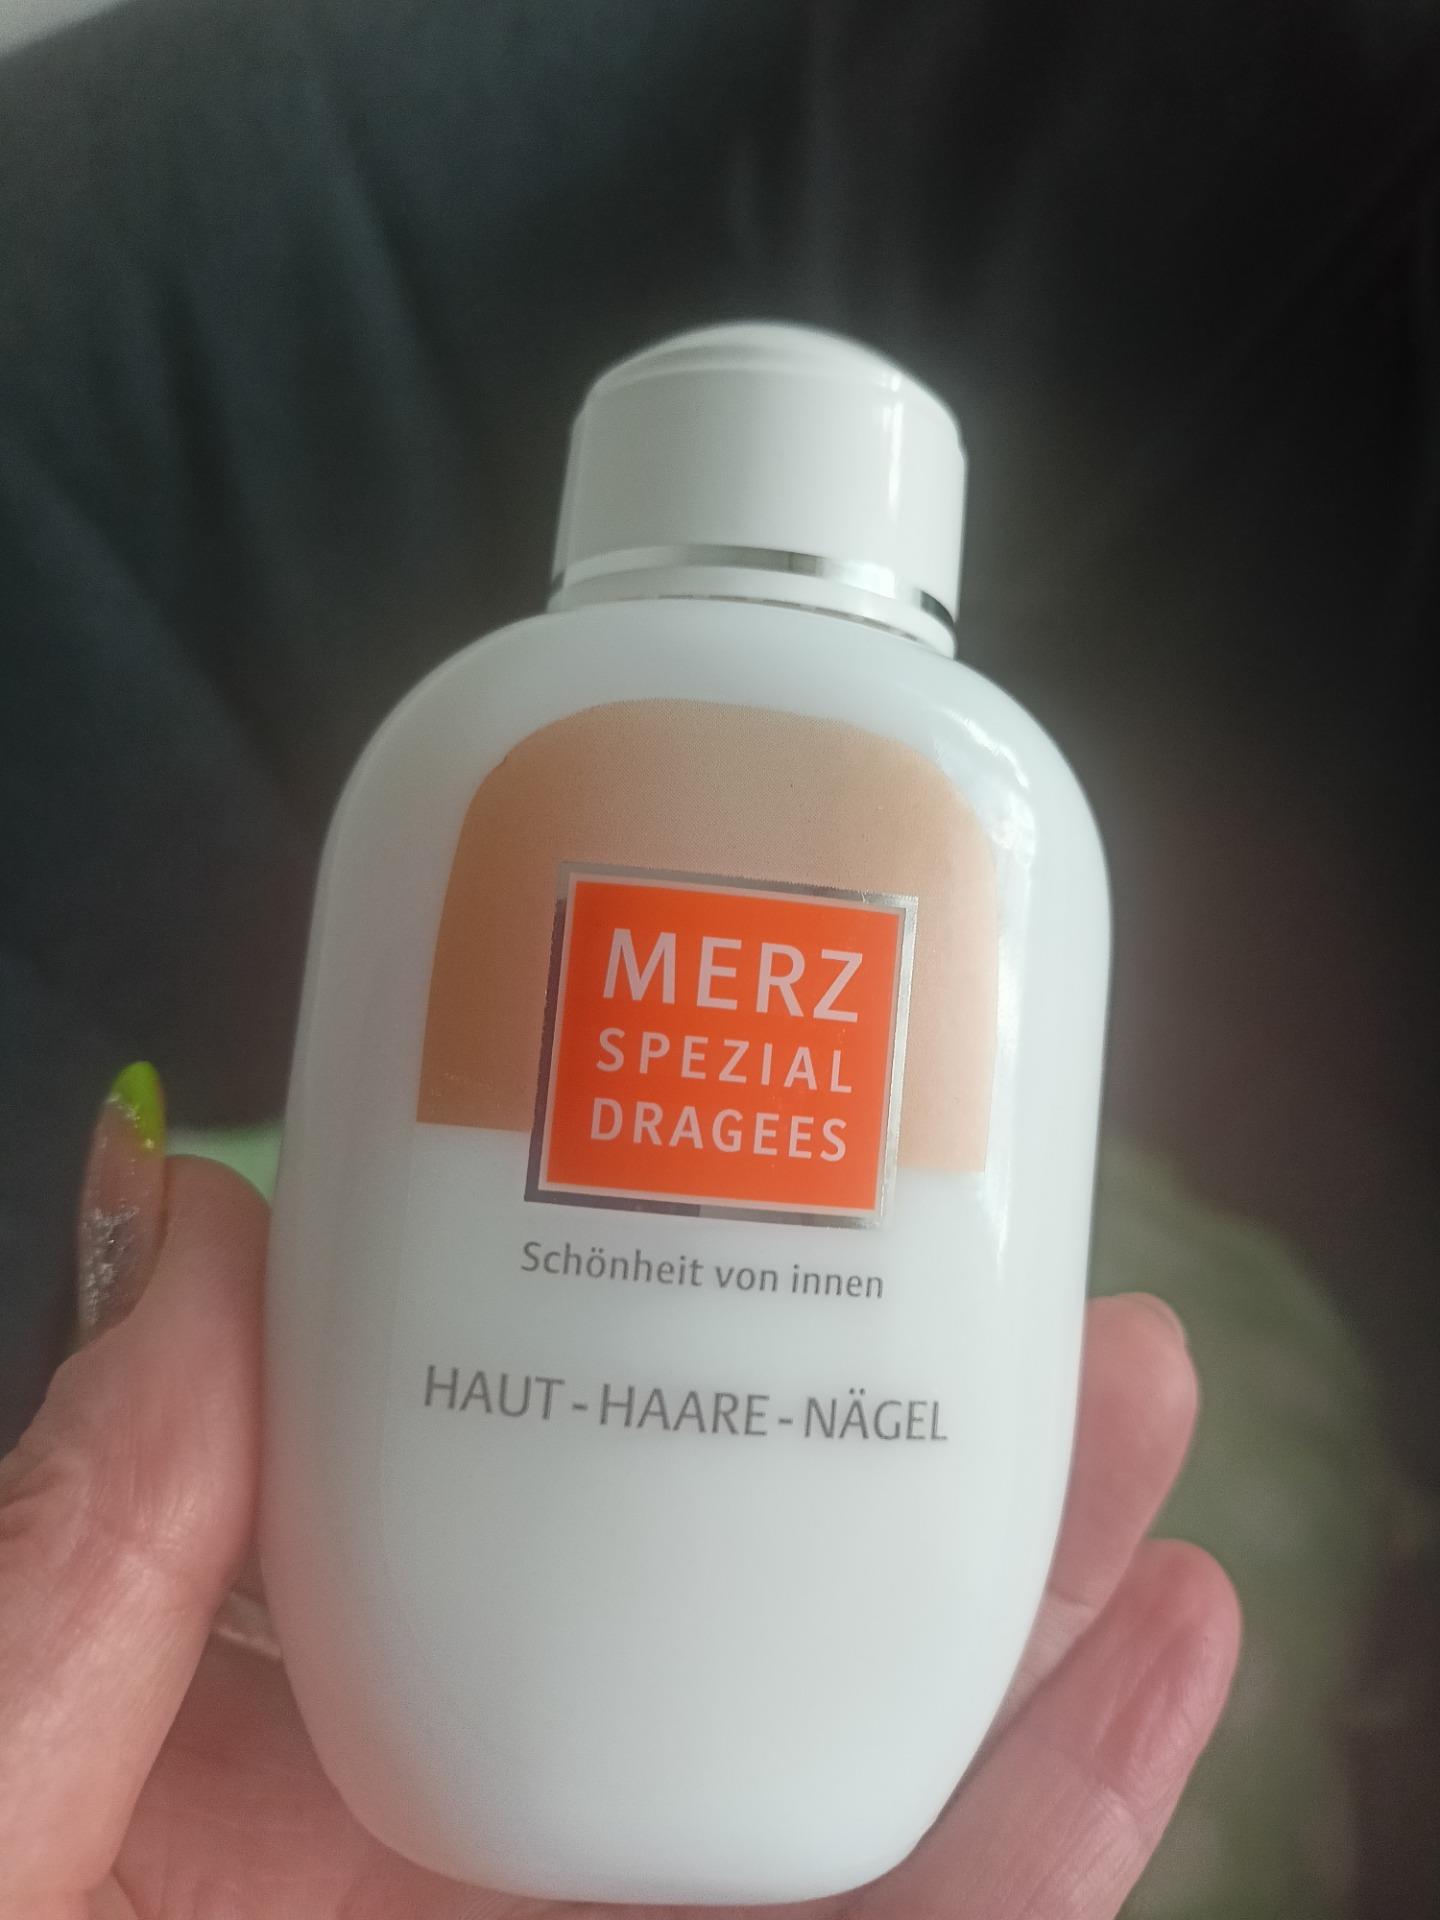 MERZ
SPEZIAL
DRAGEES
Schönheit von innen
HAUT-HAARE-NÄGEL